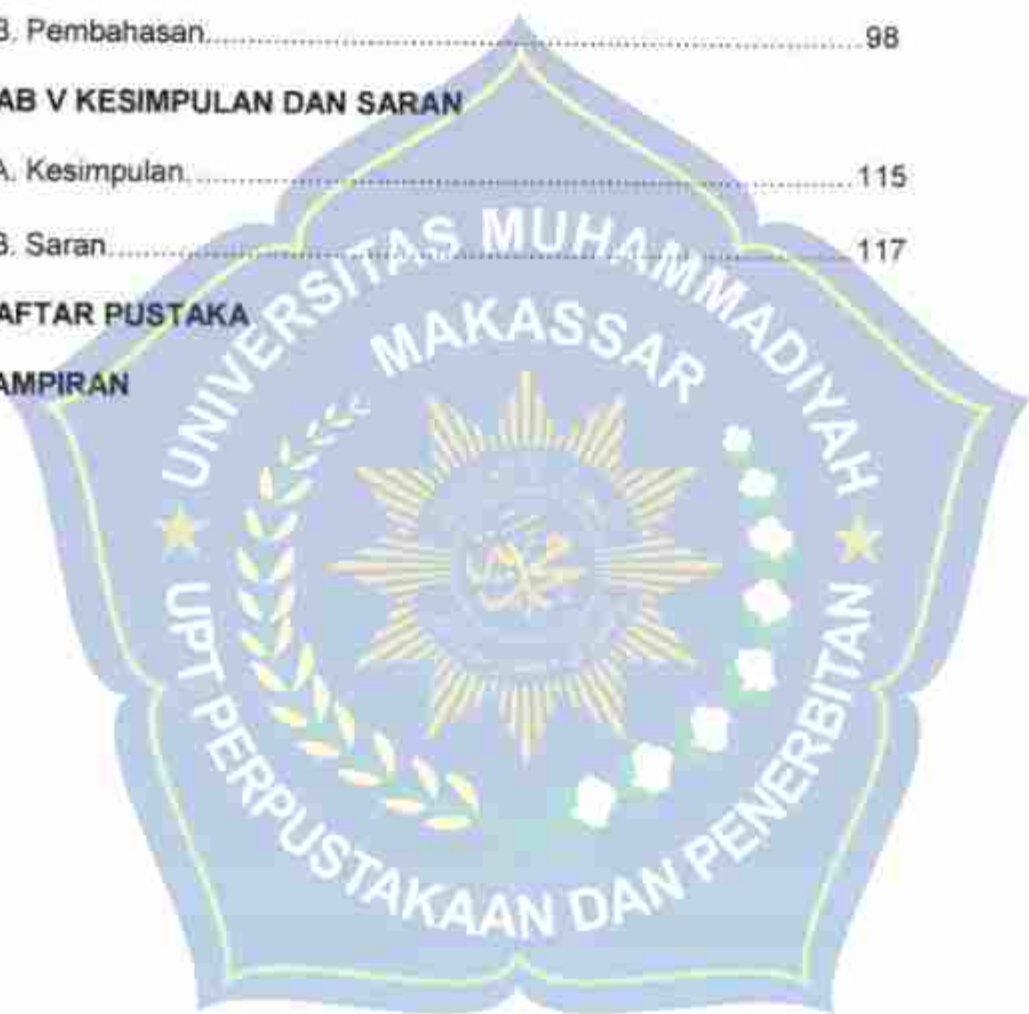 B. Pembahasan 98
AB V KESIMPULAN DAN SARAN
A. Kesimpulan 115
B. Saran 117
AFTAR PUSTAKA
AMPIRAN
UNIVERSITAS MUHAMMADIYAH
MAKASSAR
UPT PERPUSTAKAAN DAN PENERBITAN